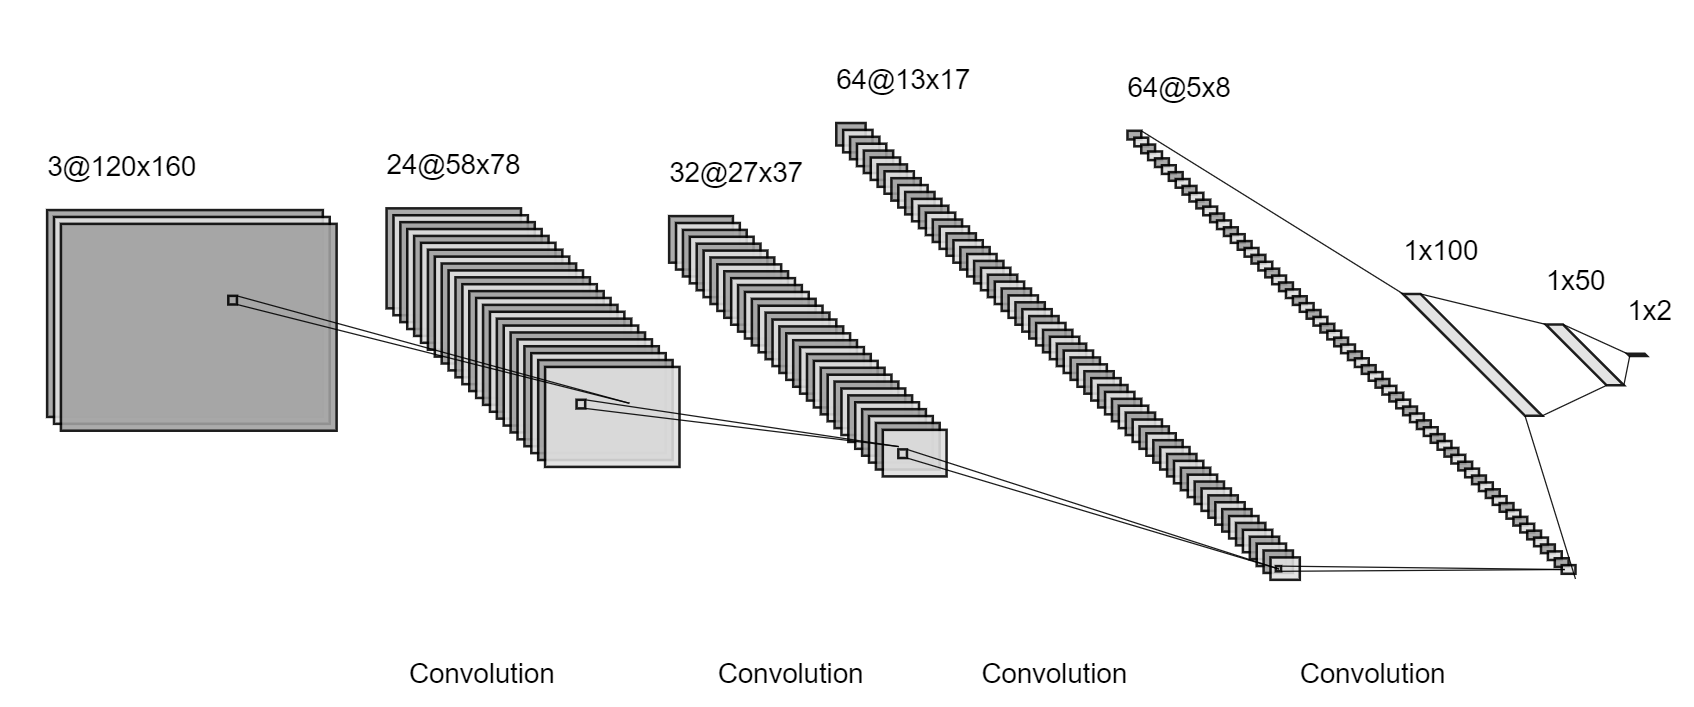 3@120x160
24@58x78
32@27x37
64@13x17
64@5x8
1x100
1x50
1x2
Convolution
Convolution
Convolution
Convolution